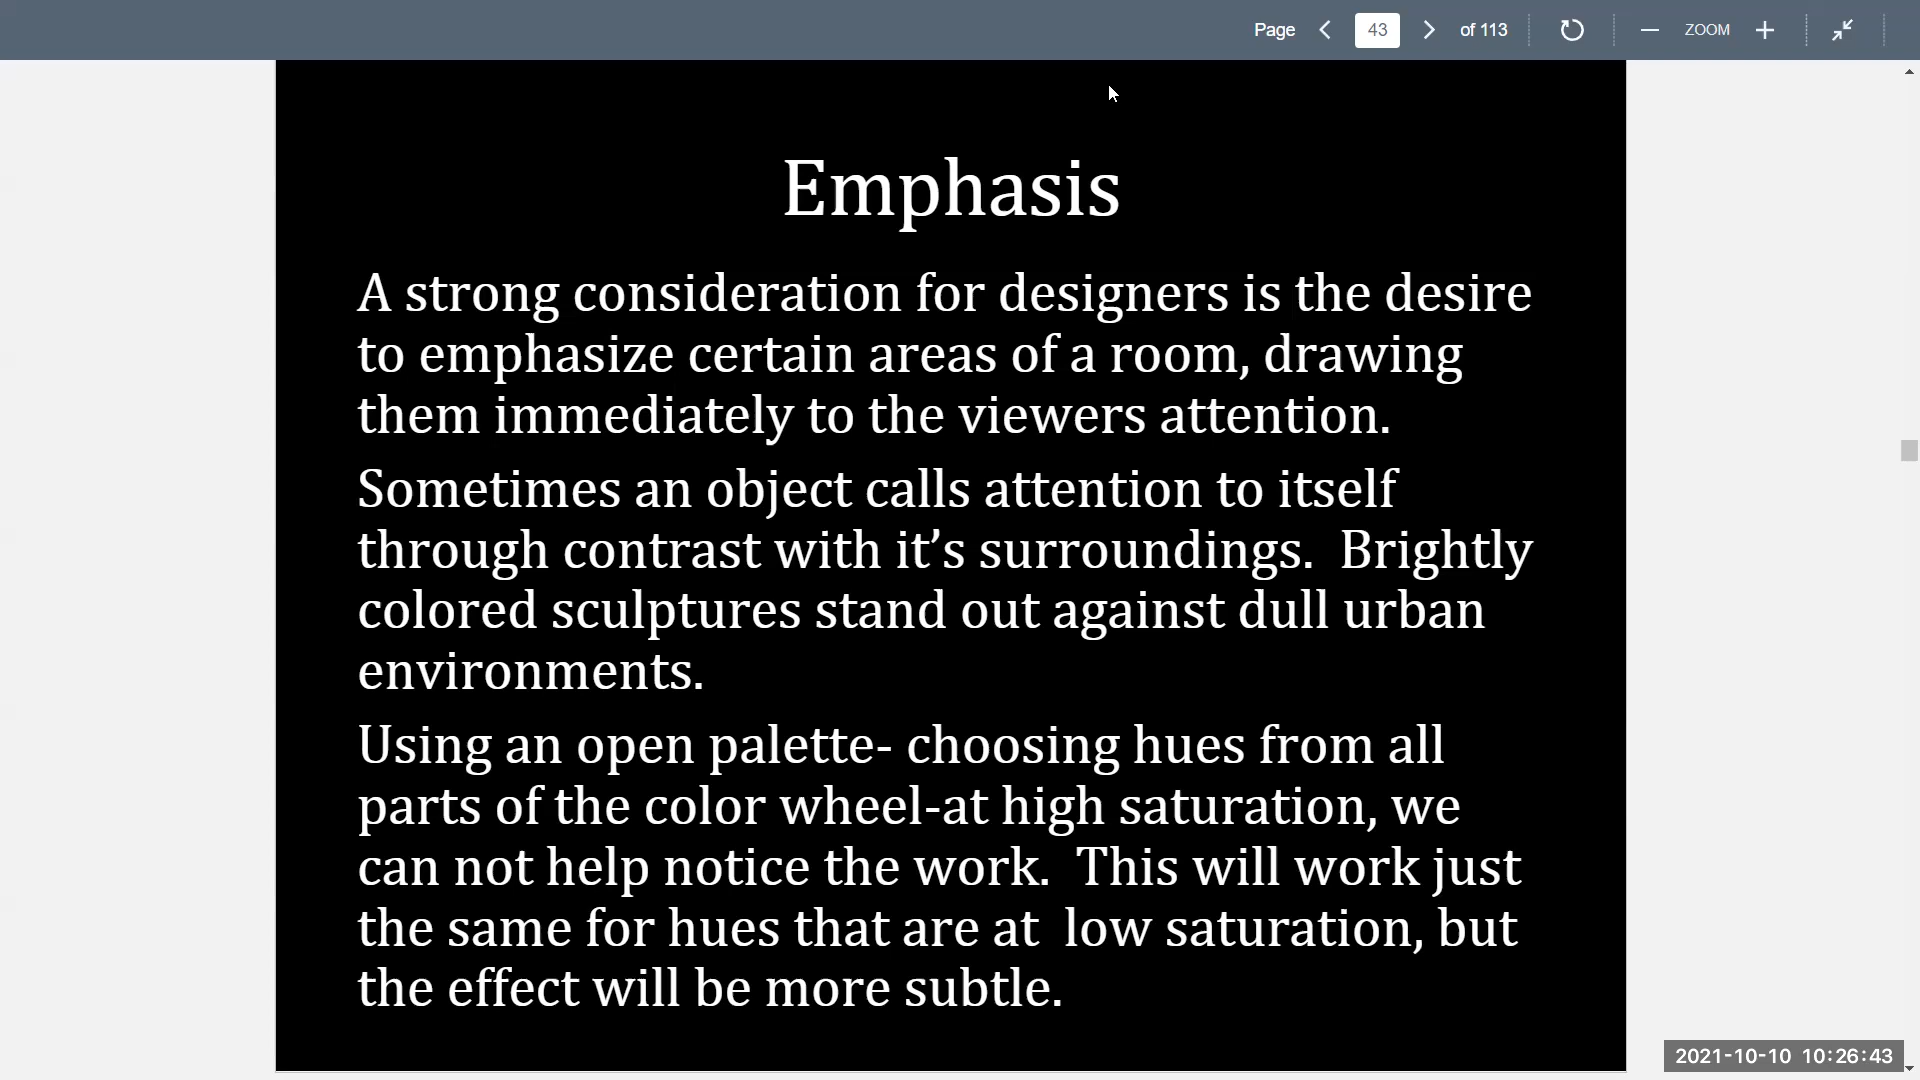 Page 43 of 113 ZOOM
Emphasis
A strong consideration for designers is the desire
to emphasize certain areas of a room, drawing
them immediately to the viewers attention.
Sometimes an object calls attention to itself
through contrast with it’s surroundings.  Brightly
colored sculptures stand out against dull urban
environments.
Using an open palette- choosing hues from all
parts of the color wheel-at high saturation, we
can not help notice the work.  This will work just
the same for hues that are at  low saturation, but
the effect will be more subtle.
2021-10-10 10:26:43